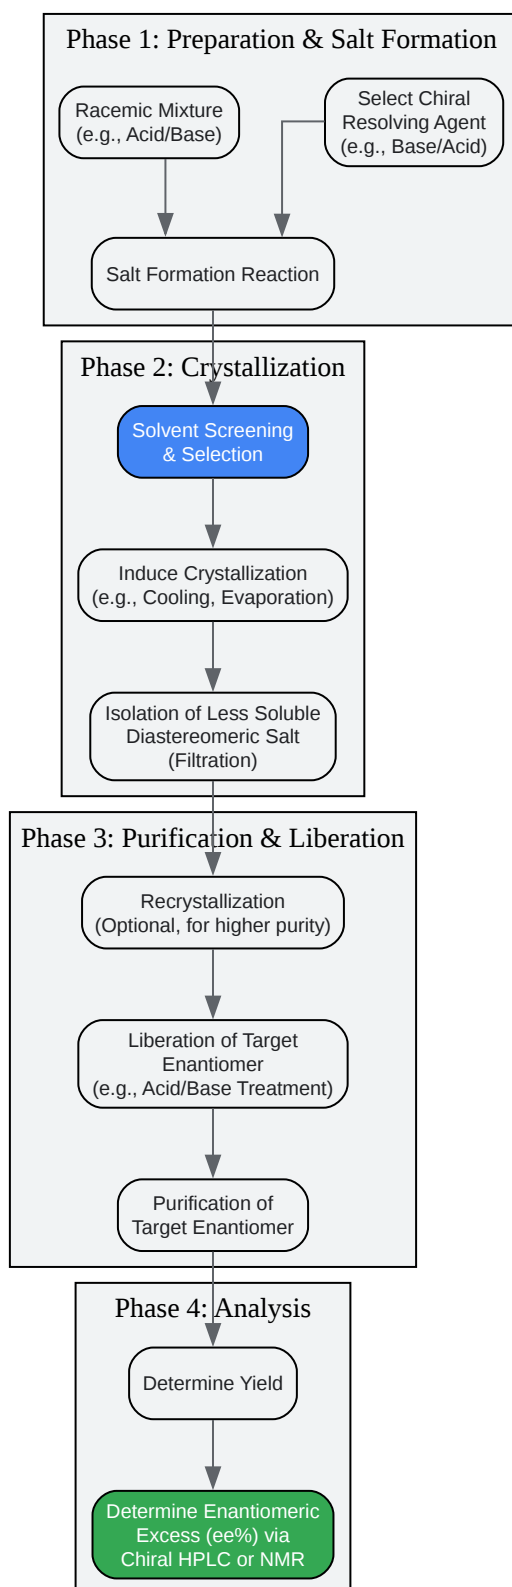 Phase 1: Preparation & Salt Formation
Racemic Mixture
(e.g., Acid/Base)
Select Chiral
Resolving Agent
(e.g., Base/Acid)
Salt Formation Reaction
Phase 2: Crystallization
Solvent Screening
& Selection
Induce Crystallization
(e.g., Cooling, Evaporation)
Isolation of Less Soluble
Diastereomeric Salt
(Filtration)
Phase 3: Purification & Liberation
Recrystallization
(Optional, for higher purity)
Liberation of Target
Enantiomer
(e.g., Acid/Base Treatment)
Purification of
Target Enantiomer
Phase 4: Analysis
Determine Yield
Determine Enantiomeric
Excess (ee%) via
Chiral HPLC or NMR